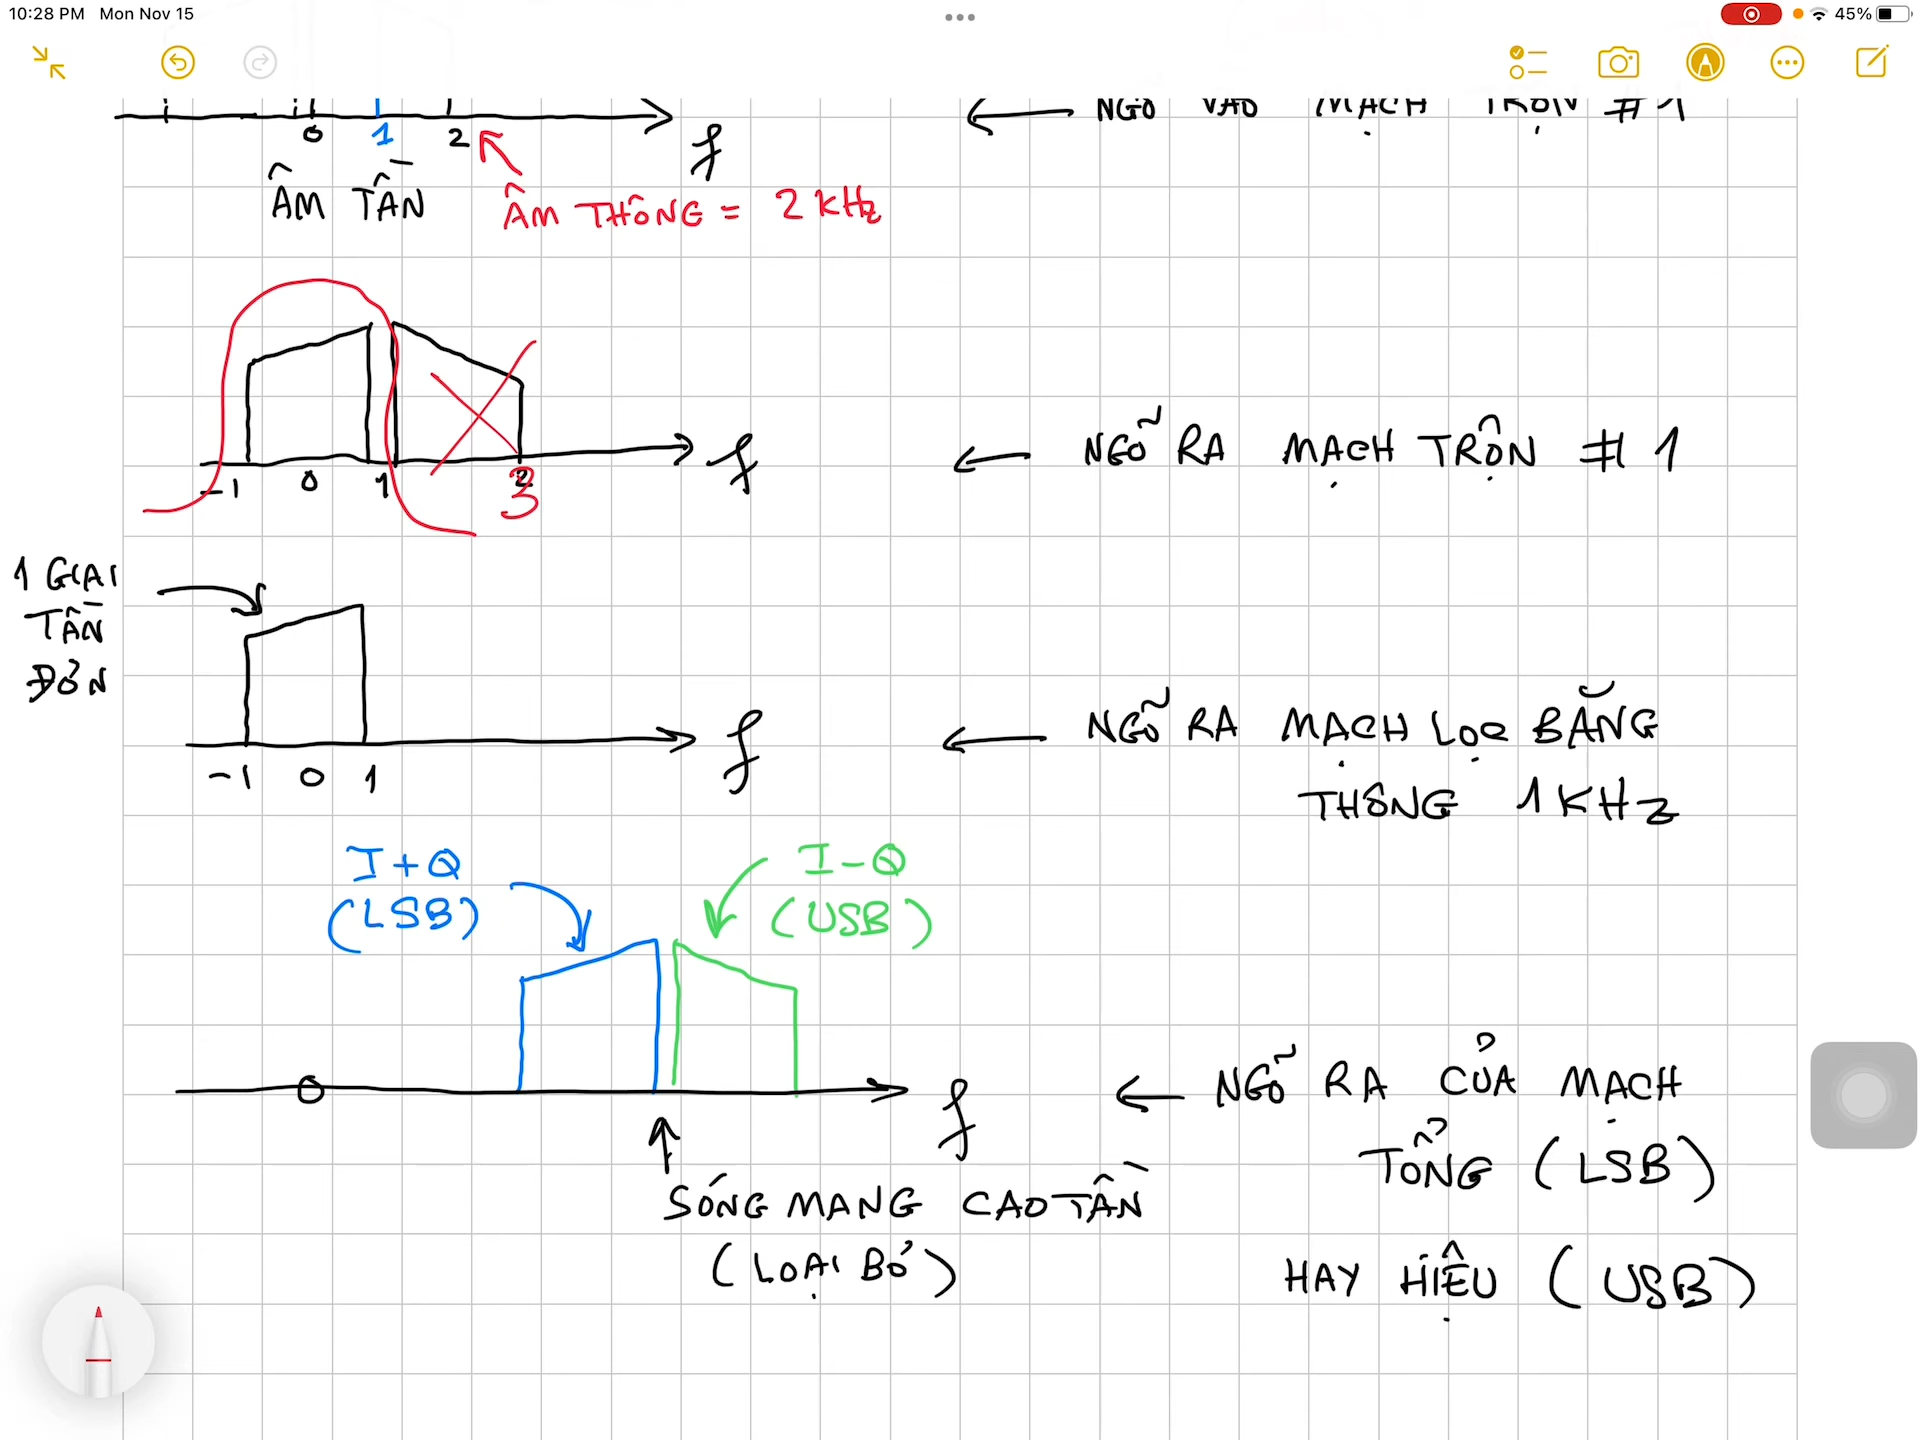 10:28 PM Mon Nov 15
45%
0 1 2 f
NGÕ VÀO MẠCH TRỘN #1
ÂM TẦN
ÂM THÔNG = 2 KHz
-1 0 1 2 3 f
NGÕ RA MẠCH TRỘN #1
1 GIAI
TẦN
ĐƠN
-1 0 1 f
NGÕ RA MẠCH LỌC BĂNG
THÔNG 1 KHz
I+Q
(LSB)
I-Q
(USB)
0 f
NGÕ RA CỦA MẠCH
TỔNG (LSB)
HAY HIỆU (USB)
SÓNG MANG CAO TẦN
(LOẠI BỎ)